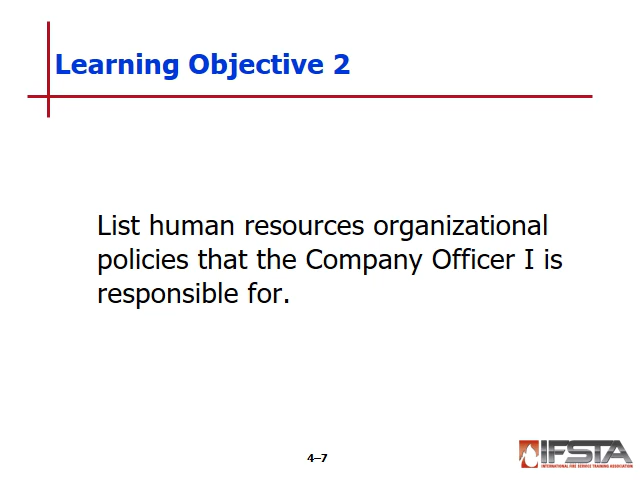 Learning Objective 2
List human resources organizational
policies that the Company Officer I is
responsible for.
4–7
IFSTA
INTERNATIONAL FIRE SERVICE TRAINING ASSOCIATION